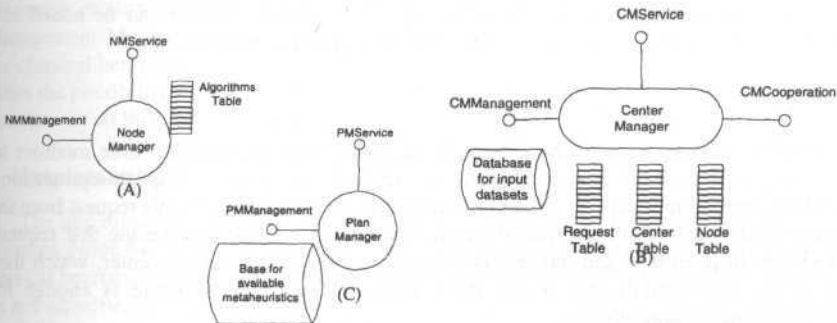 NMService
Algorithms
Table
NMManagement
Node
Manager
(A)
PMService
PMManagement
Plan
Manager
Base for
available
metaheuristics
(C)
CMService
CMManagement
CMCooperation
Center
Manager
Database
for input
datasets
Request
Table
Center
Table
Node
Table
(B)